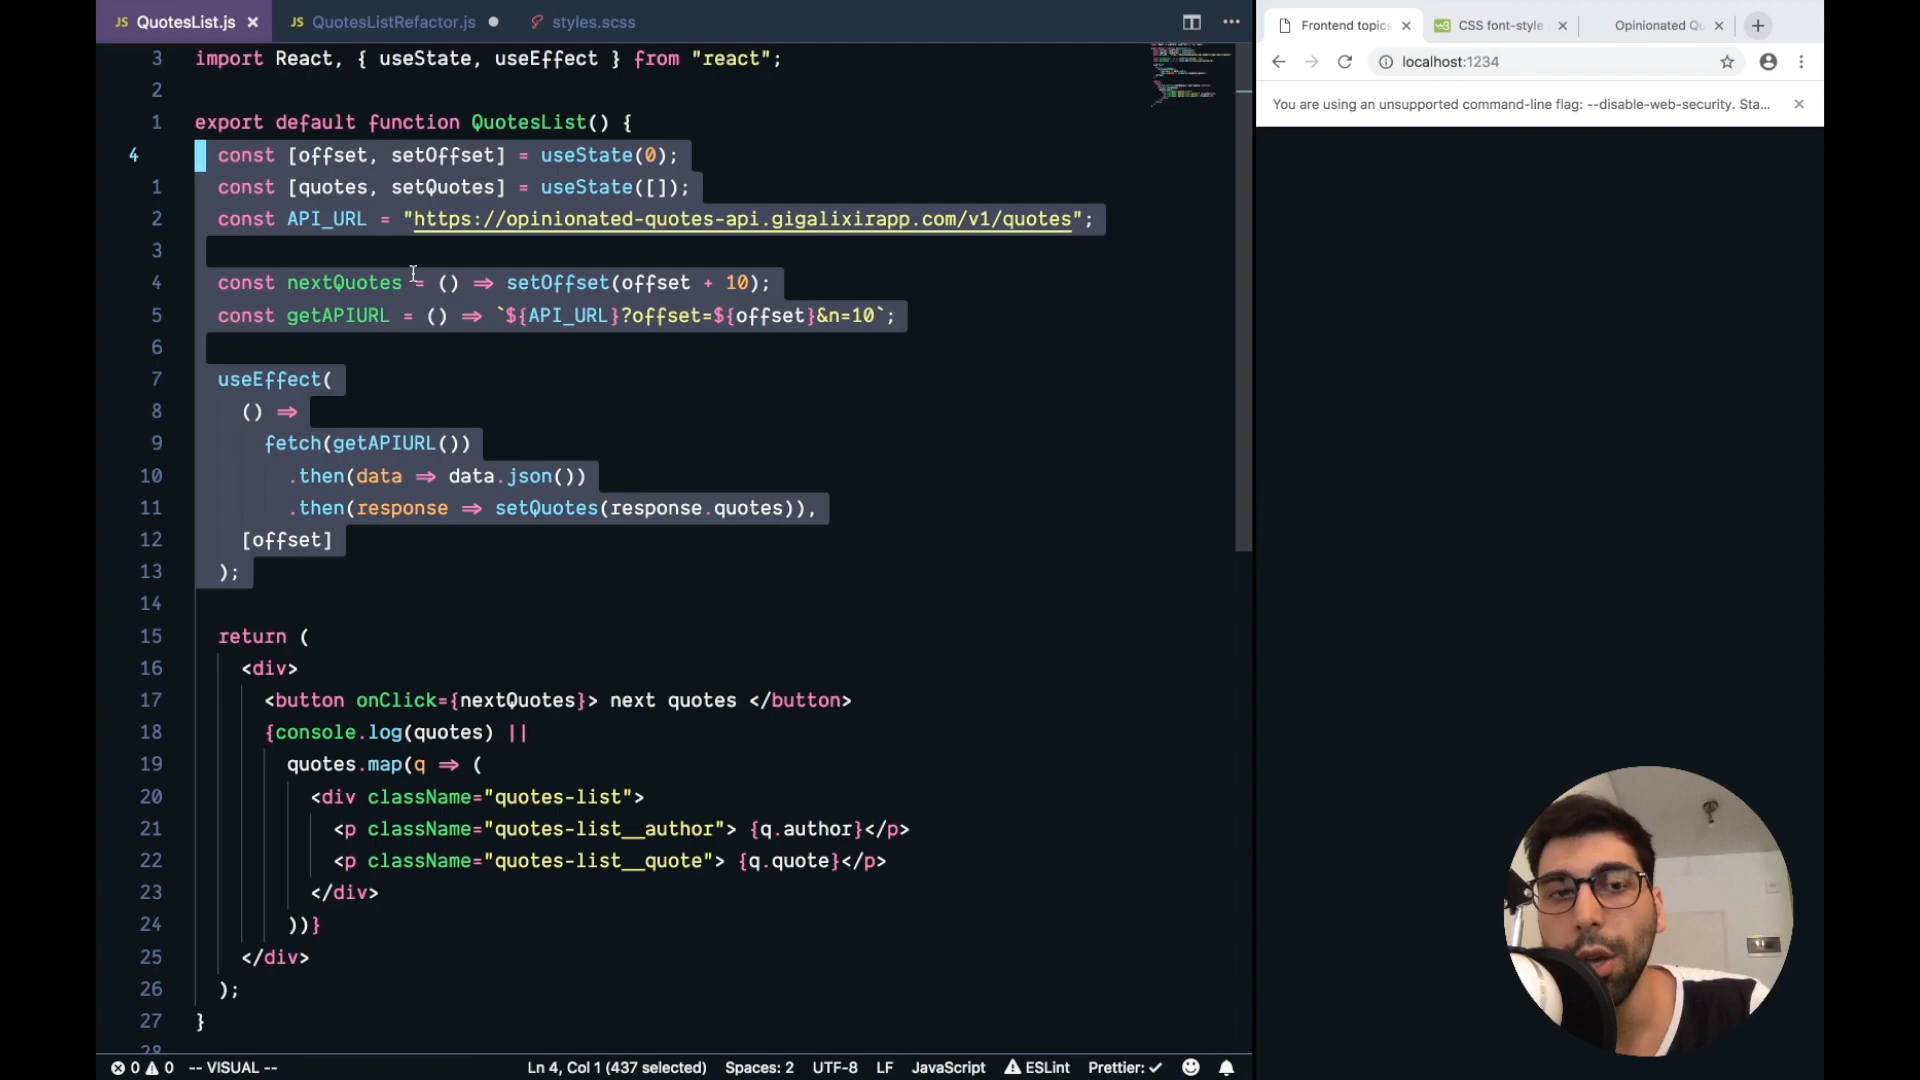 JS QuotesList.js
JS QuotesListRefactor.js
styles.scss
Frontend topics
CSS font-style
Opinionated Qu
localhost:1234
You are using an unsupported command-line flag: --disable-web-security. Sta...
3 import React, { useState, useEffect } from "react";
2
1 export default function QuotesList() {
4 const [offset, setOffset] = useState(0);
1 const [quotes, setQuotes] = useState([]);
2 const API_URL = "https://opinionated-quotes-api.gigalixirapp.com/v1/quotes";
3
4 const nextQuotes = () => setOffset(offset + 10);
5 const getAPIURL = () => `${API_URL}?offset=${offset}&n=10`;
6
7 useEffect(
8 () =>
9 fetch(getAPIURL())
10 .then(data => data.json())
11 .then(response => setQuotes(response.quotes)),
12 [offset]
13 );
14
15 return (
16 <div>
17 <button onClick={nextQuotes}> next quotes </button>
18 {console.log(quotes) ||
19 quotes.map(q => (
20 <div className="quotes-list">
21 <p className="quotes-list__author"> {q.author}</p>
22 <p className="quotes-list__quote"> {q.quote}</p>
23 </div>
24 ))}
25 </div>
26 );
27 }
28
0 0 -- VISUAL -- Ln 4, Col 1 (437 selected) Spaces: 2 UTF-8 LF JavaScript ESLint Prettier: ✓